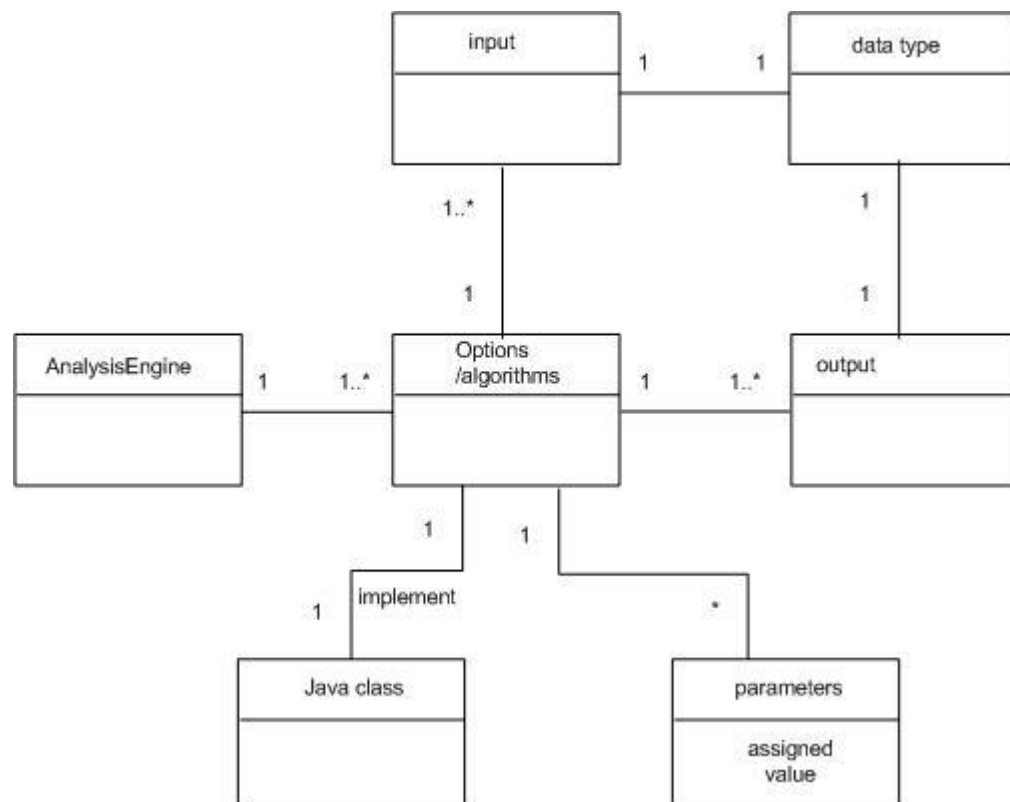 input
data type
1
1
1..*
1
1
1
AnalysisEngine
Options
/algorithms
output
1
1..*
1
1..*
1
1
implement
1
*
Java class
parameters
assigned
value